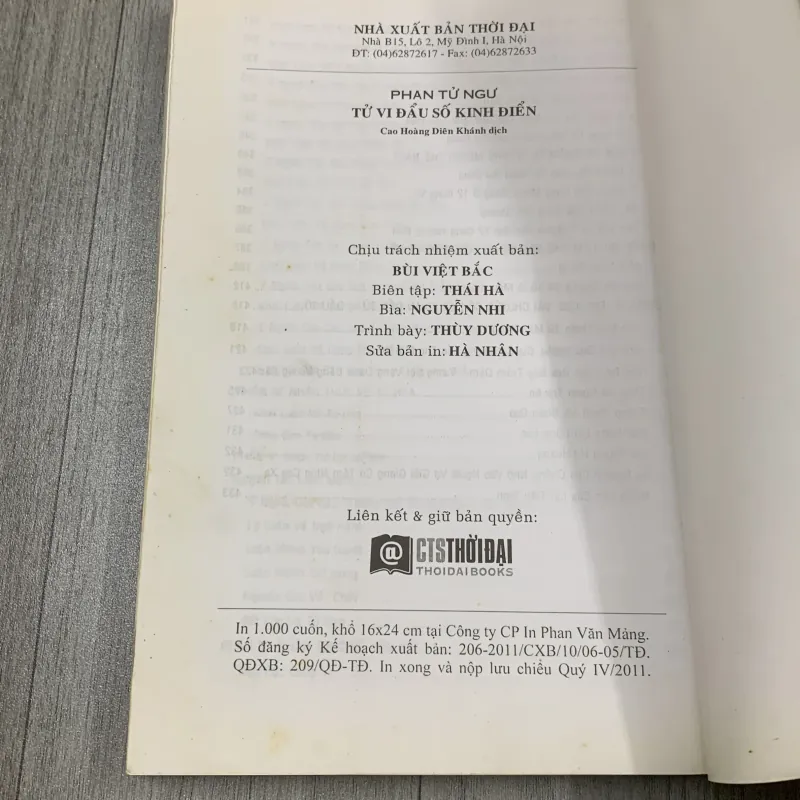 NHÀ XUẤT BẢN THỜI ĐẠI
Nhà B15, Lô 2, Mỹ Đình I, Hà Nội
ĐT: (04)62872617 - Fax: (04)62872633
PHAN TỬ NGƯ
TỬ VI ĐẨU SỐ KINH ĐIỂN
Cao Hoàng Diên Khánh dịch
Chịu trách nhiệm xuất bản:
BÙI VIỆT BẮC
Biên tập: THÁI HÀ
Bìa: NGUYỄN NHI
Trình bày: THÙY DƯƠNG
Sửa bản in: HÀ NHÂN
Liên kết & giữ bản quyền:
@ CTSTHỜIĐẠI
THOIDAIBOOKS
In 1.000 cuốn, khổ 16x24 cm tại Công ty CP In Phan Văn Mảng.
Số đăng ký Kế hoạch xuất bản: 206-2011/CXB/10/06-05/TĐ.
QĐXB: 209/QĐ-TĐ. In xong và nộp lưu chiểu Quý IV/2011.